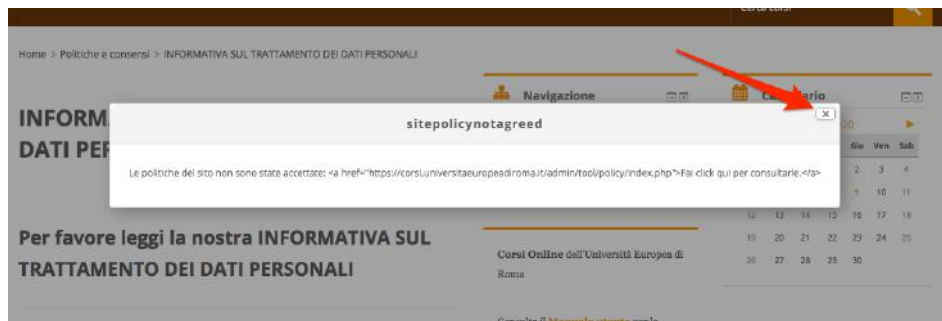 Home > Politiche e consensi > INFORMATIVA SUL TRATTAMENTO DEI DATI PERSONALI
Navigazione
INFORM
DATI PER
sitepolicynotagreed
Le politiche del sito non sono state accettate: <a href="https://corsi.universitaeuropeadiroma.it/admin/tool/policy/index.php">Fai click qui per consultarle.</a>
Gio Ven Sab
2 3 4
9 10 11
12 13 14 15 16 17 18
19 20 21 22 23 24 25
26 27 28 29 30
Per favore leggi la nostra INFORMATIVA SUL
TRATTAMENTO DEI DATI PERSONALI
Corsi Online dell'Università Europea di
Roma